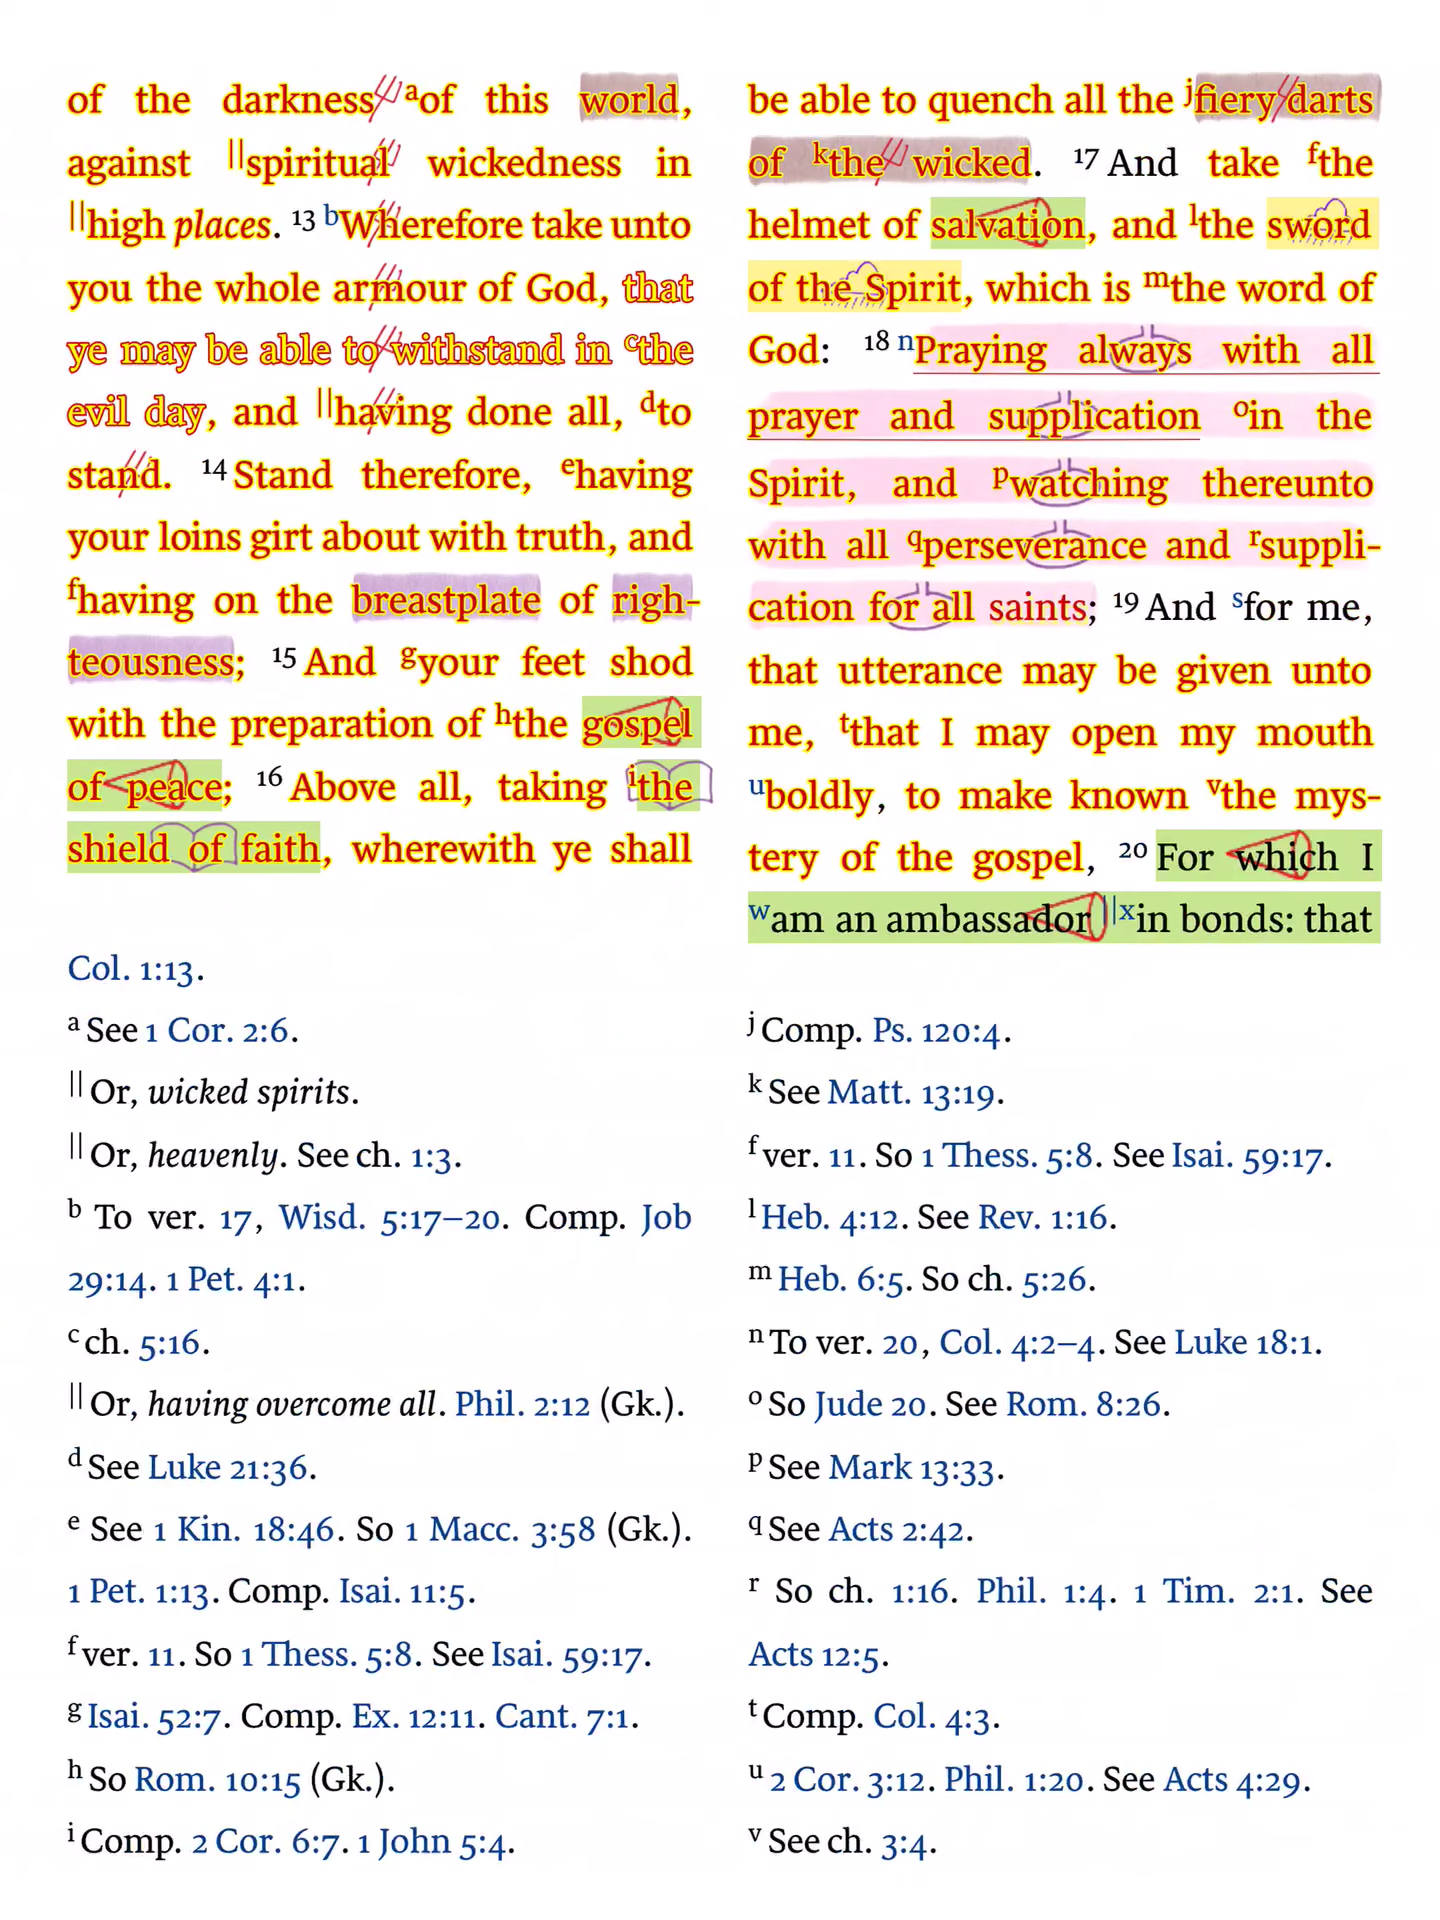 of the darkness ᵃof this world,
against ||spiritual wickedness in
||high places. 13 ᵇWherefore take unto
you the whole armour of God, that
ye may be able to withstand in ᶜthe
evil day, and ||having done all, ᵈto
stand. 14 Stand therefore, ᵉhaving
your loins girt about with truth, and
ᶠhaving on the breastplate of righ-
teousness; 15 And ᵍyour feet shod
with the preparation of ʰthe gospel
of peace; 16 Above all, taking ⁱthe
shield of faith, wherewith ye shall
be able to quench all the ʲfiery darts
of ᵏthe wicked. 17 And take ᶠthe
helmet of salvation, and ˡthe sword
of the Spirit, which is ᵐthe word of
God: 18 ⁿPraying always with all
prayer and supplication ᵒin the
Spirit, and ᵖwatching thereunto
with all qperseverance and ʳsuppli-
cation for all saints; 19 And ˢfor me,
that utterance may be given unto
me, ᵗthat I may open my mouth
ᵘboldly, to make known ᵛthe mys-
tery of the gospel, 20 For which I
ʷam an ambassador ||ˣin bonds: that
Col. 1:13.
ᵃ See 1 Cor. 2:6.
|| Or, wicked spirits.
|| Or, heavenly. See ch. 1:3.
ᵇ To ver. 17, Wisd. 5:17–20. Comp. Job
29:14. 1 Pet. 4:1.
ᶜ ch. 5:16.
|| Or, having overcome all. Phil. 2:12 (Gk.).
ᵈ See Luke 21:36.
ᵉ See 1 Kin. 18:46. So 1 Macc. 3:58 (Gk.).
1 Pet. 1:13. Comp. Isai. 11:5.
ᶠ ver. 11. So 1 Thess. 5:8. See Isai. 59:17.
ᵍ Isai. 52:7. Comp. Ex. 12:11. Cant. 7:1.
ʰ So Rom. 10:15 (Gk.).
ⁱ Comp. 2 Cor. 6:7. 1 John 5:4.
ʲ Comp. Ps. 120:4.
ᵏ See Matt. 13:19.
ᶠ ver. 11. So 1 Thess. 5:8. See Isai. 59:17.
ˡ Heb. 4:12. See Rev. 1:16.
ᵐ Heb. 6:5. So ch. 5:26.
ⁿ To ver. 20, Col. 4:2–4. See Luke 18:1.
ᵒ So Jude 20. See Rom. 8:26.
ᵖ See Mark 13:33.
q See Acts 2:42.
ʳ So ch. 1:16. Phil. 1:4. 1 Tim. 2:1. See
Acts 12:5.
ᵗ Comp. Col. 4:3.
ᵘ 2 Cor. 3:12. Phil. 1:20. See Acts 4:29.
ᵛ See ch. 3:4.